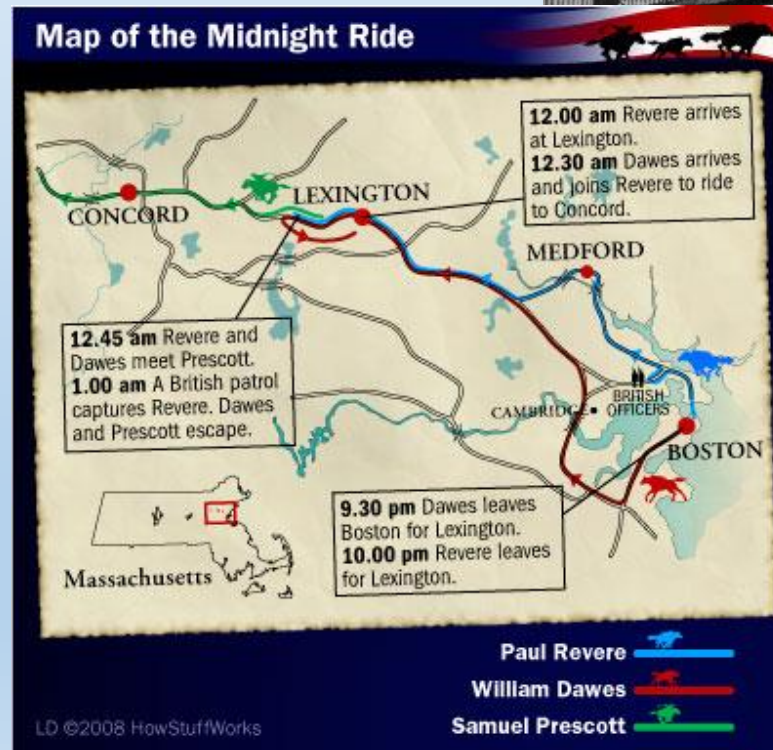 Map of the Midnight Ride
12.00 am Revere arrives
at Lexington.
12.30 am Dawes arrives
and joins Revere to ride
to Concord.
LEXINGTON
CONCORD
MEDFORD
12.45 am Revere and
Dawes meet Prescott.
1.00 am A British patrol
captures Revere. Dawes
and Prescott escape.
BRITISH
OFFICERS
CAMBRIDGE
BOSTON
9.30 pm Dawes leaves
Boston for Lexington.
10.00 pm Revere leaves
for Lexington.
Massachusetts
Paul Revere
William Dawes
Samuel Prescott
LD ©2008 HowStuffWorks